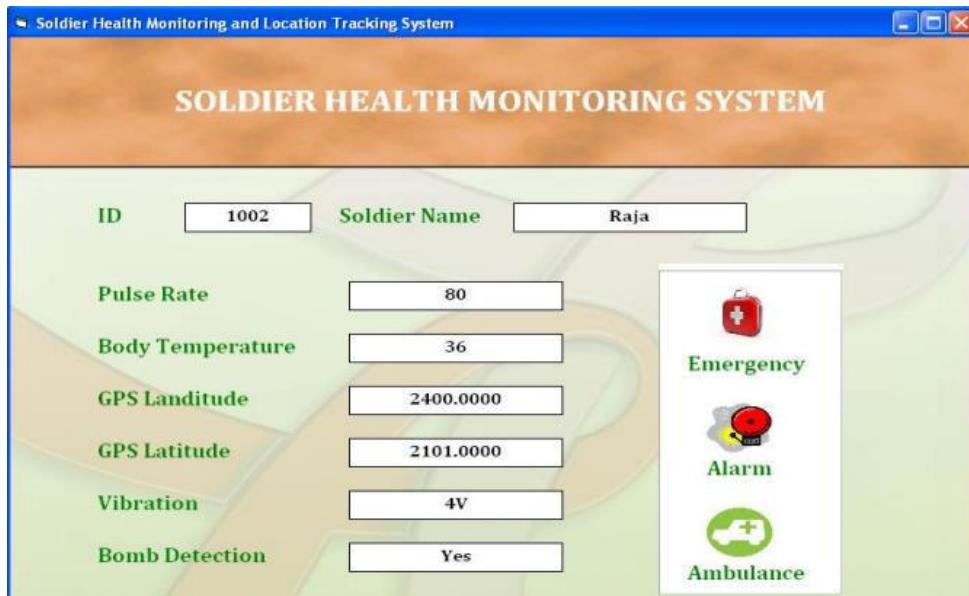 Soldier Health Monitoring and Location Tracking System
SOLDIER HEALTH MONITORING SYSTEM
ID 1002 Soldier Name Raja
Pulse Rate 80
Body Temperature 36
GPS Landitude 2400.0000
GPS Latitude 2101.0000
Vibration 4V
Bomb Detection Yes
Emergency
Alarm
Ambulance